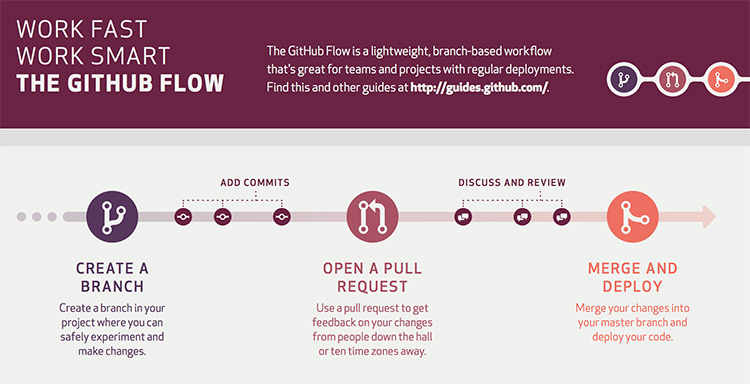 WORK FAST
WORK SMART
THE GITHUB FLOW
The GitHub Flow is a lightweight, branch-based workflow
that's great for teams and projects with regular deployments.
Find this and other guides at http://guides.github.com/.
ADD COMMITS
DISCUSS AND REVIEW
CREATE A
BRANCH
Create a branch in your
project where you can
safely experiment and
make changes.
OPEN A PULL
REQUEST
Use a pull request to get
feedback on your changes
from people down the hall
or ten time zones away.
MERGE AND
DEPLOY
Merge your changes into
your master branch and
deploy your code.